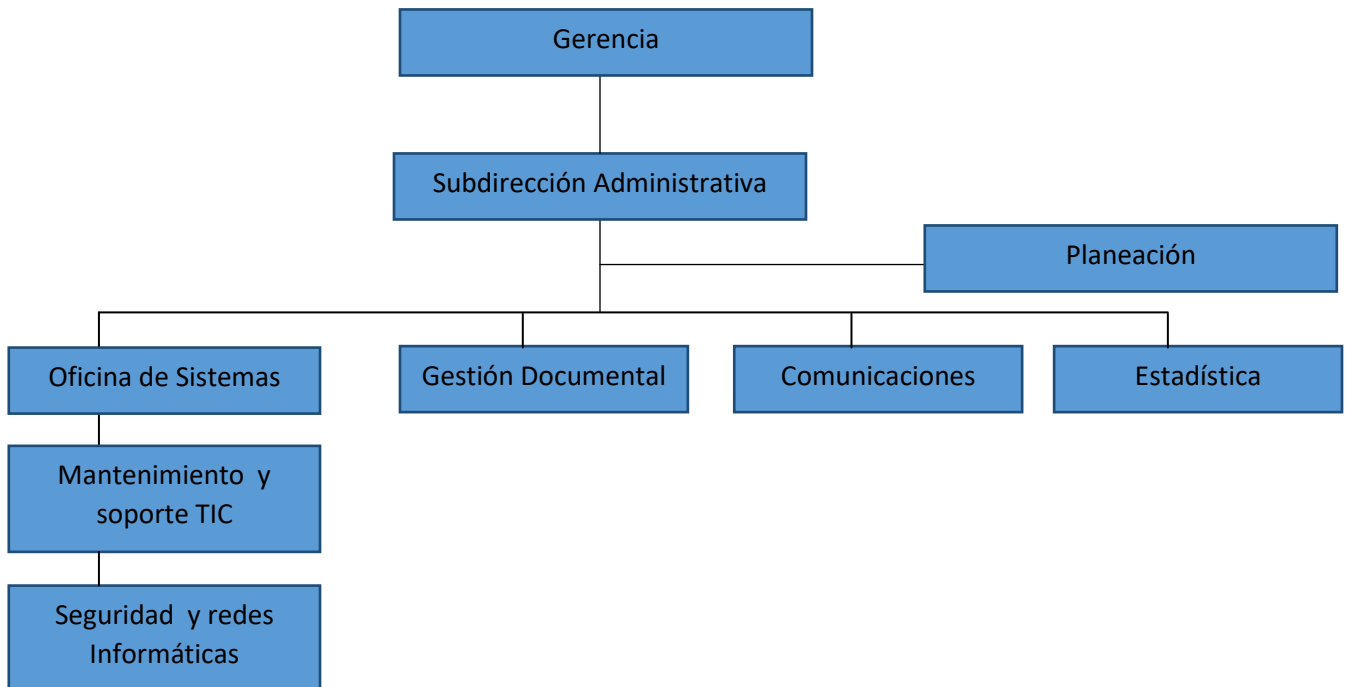 Gerencia
Subdirección Administrativa
Planeación
Oficina de Sistemas
Gestión Documental
Comunicaciones
Estadística
Mantenimiento  y
soporte TIC
Seguridad  y redes
Informáticas